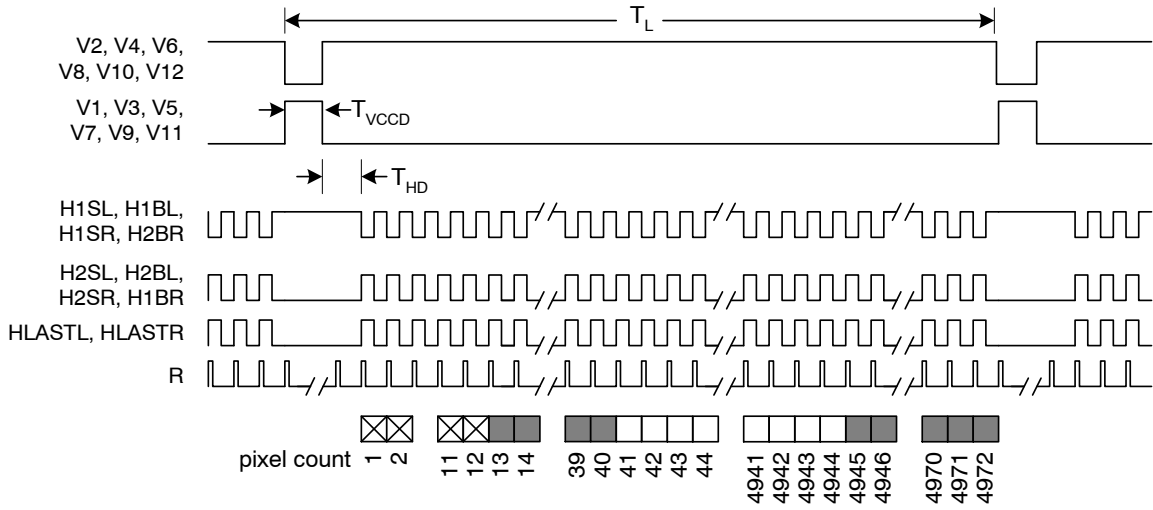 T_L
V2, V4, V6,
V8, V10, V12
V1, V3, V5,
V7, V9, V11
T_VCCD
T_HD
H1SL, H1BL,
H1SR, H2BR
H2SL, H2BL,
H2SR, H1BR
HLASTL, HLASTR
R
pixel count 1 2 11 12 13 14 39 40 41 42 43 44 4941 4942 4943 4944 4945 4946 4970 4971 4972